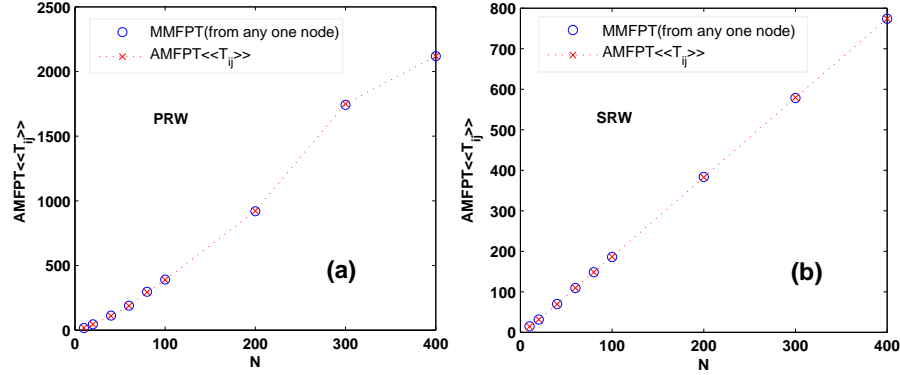 2500
2000
1500
1000
500
0
0
100
200
300
400
N
AMFPT<<T_ij>>
MMFPT(from any one node)
AMFPT<<T_ij>>
PRW
(a)
800
700
600
500
400
300
200
100
0
0
100
200
300
400
N
AMFPT<<T_ij>>
MMFPT(from any one node)
AMFPT<<T_ij>>
SRW
(b)